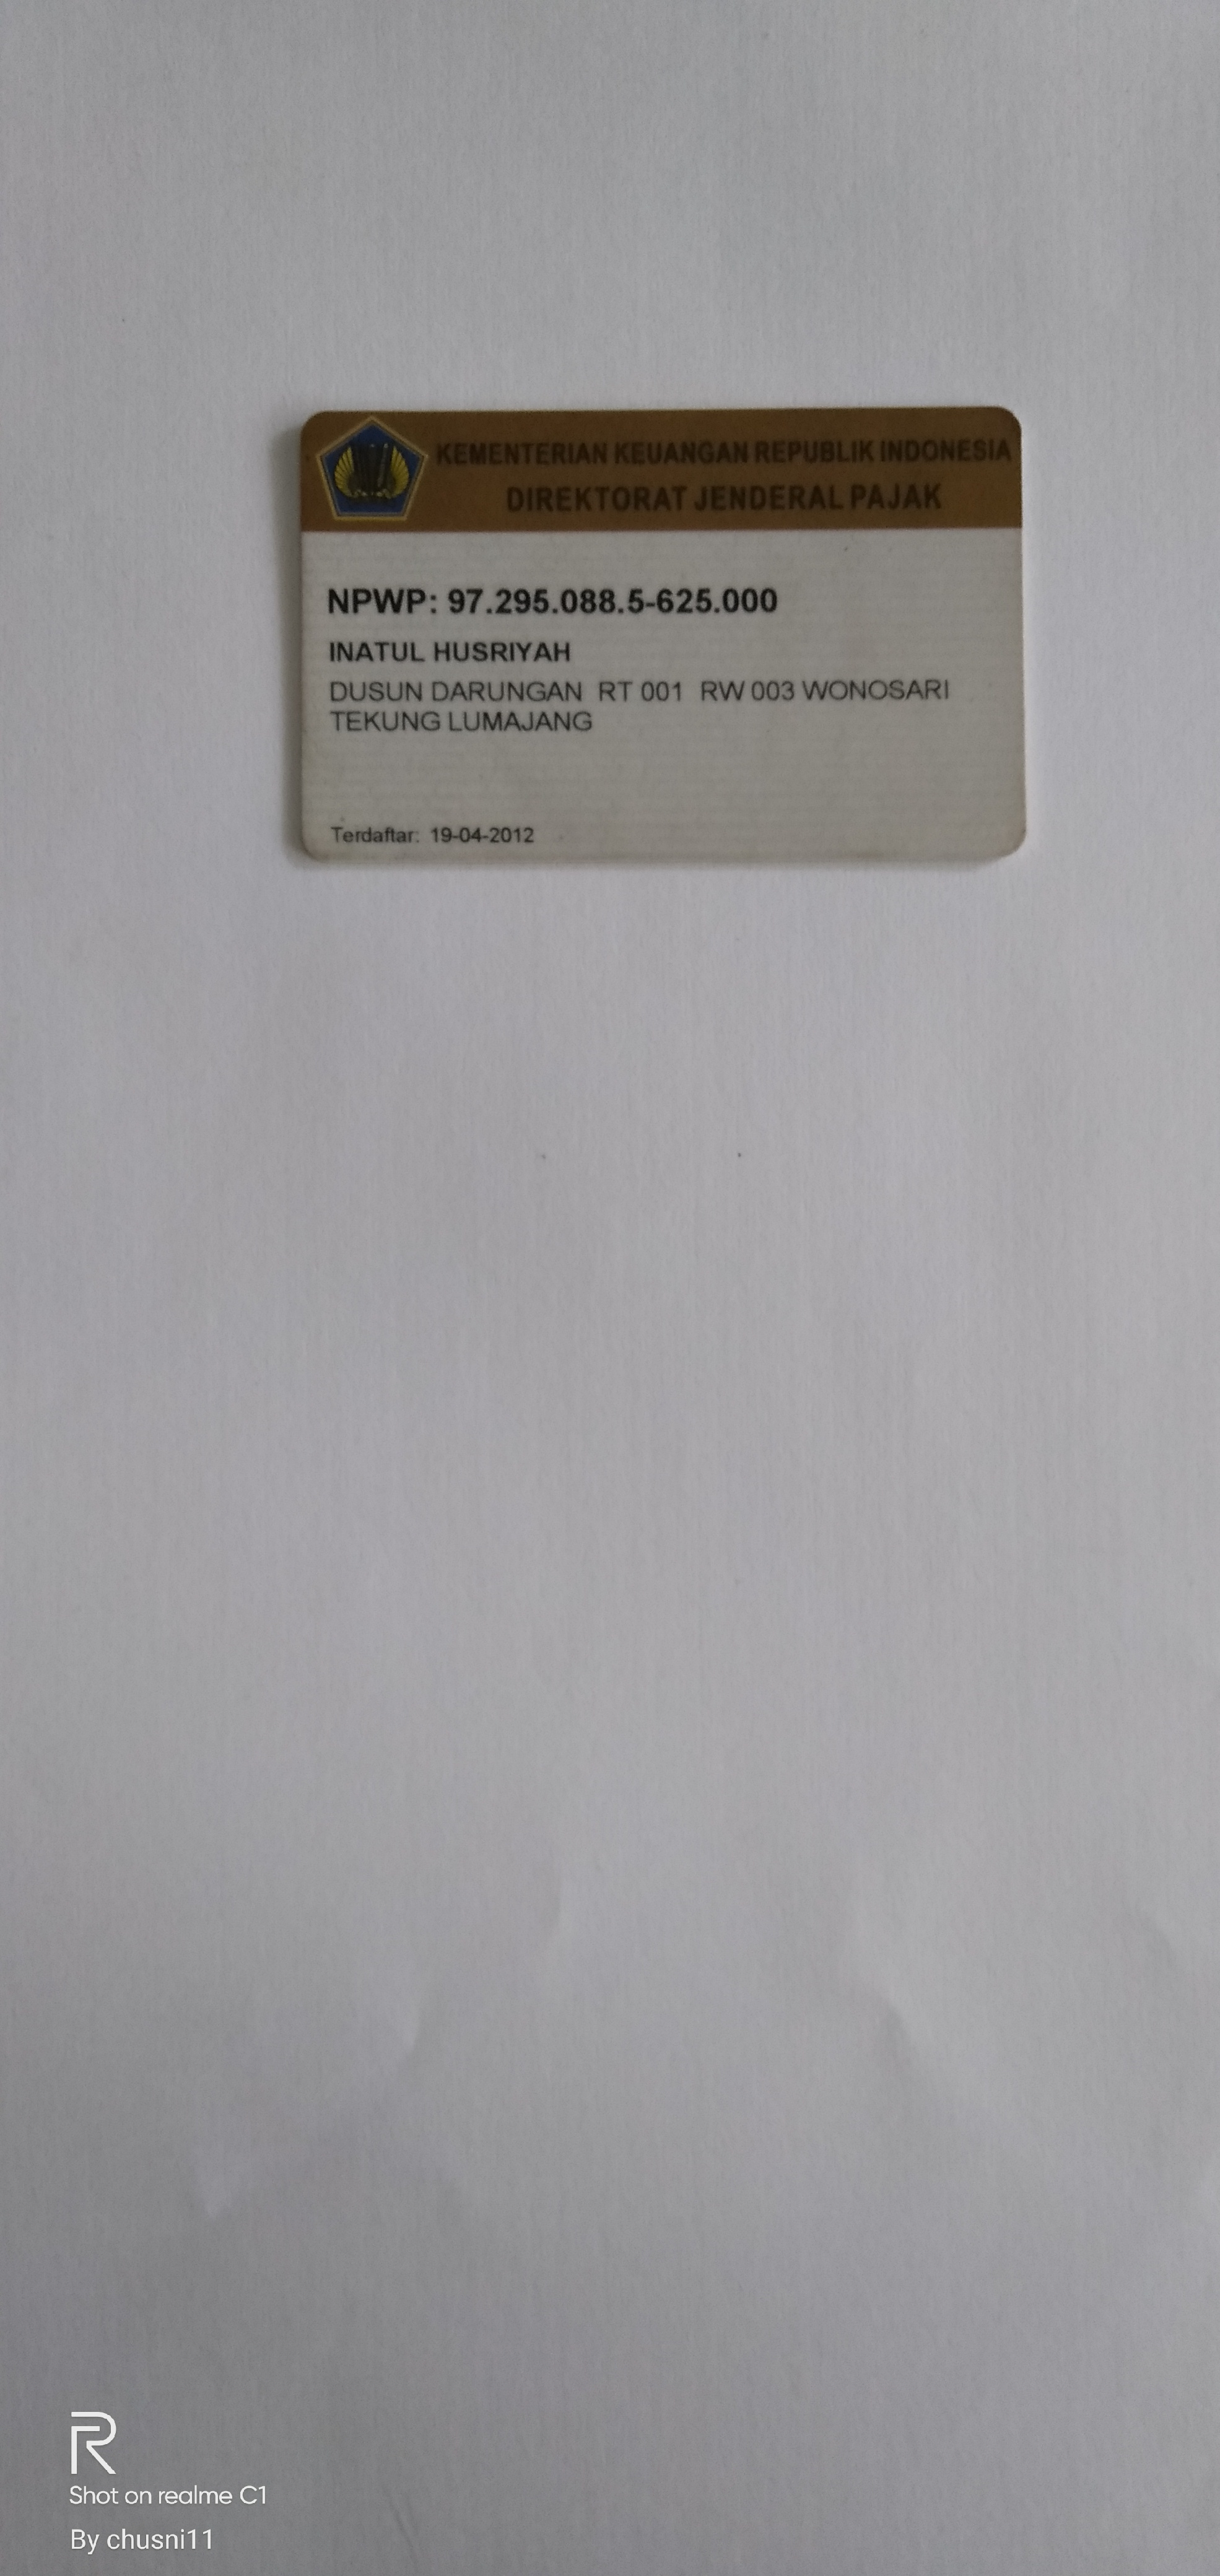 KEMENTERIAN KEUANGAN REPUBLIK INDONESIA
DIREKTORAT JENDERAL PAJAK
NPWP: 97.295.088.5-625.000
INATUL HUSRIYAH
DUSUN DARUNGAN RT 001 RW 003 WONOSARI
TEKUNG LUMAJANG
Terdaftar: 19-04-2012
R
Shot on realme C1
By chusni11